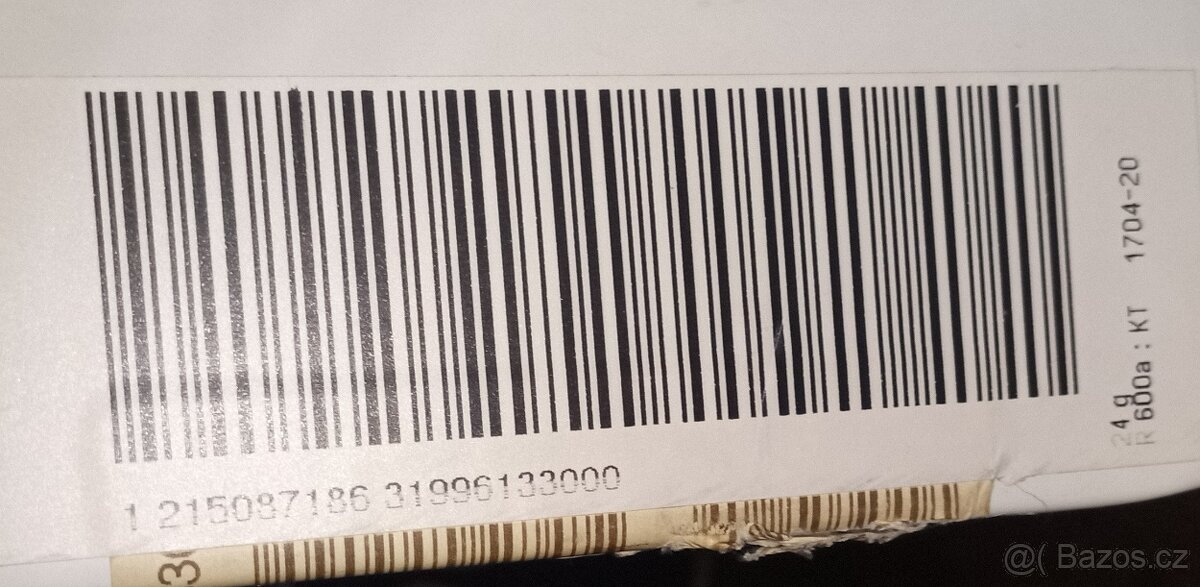 1 215087186 31996133000
24 g
R 600a : KT 1704-20
@( Bazos.cz